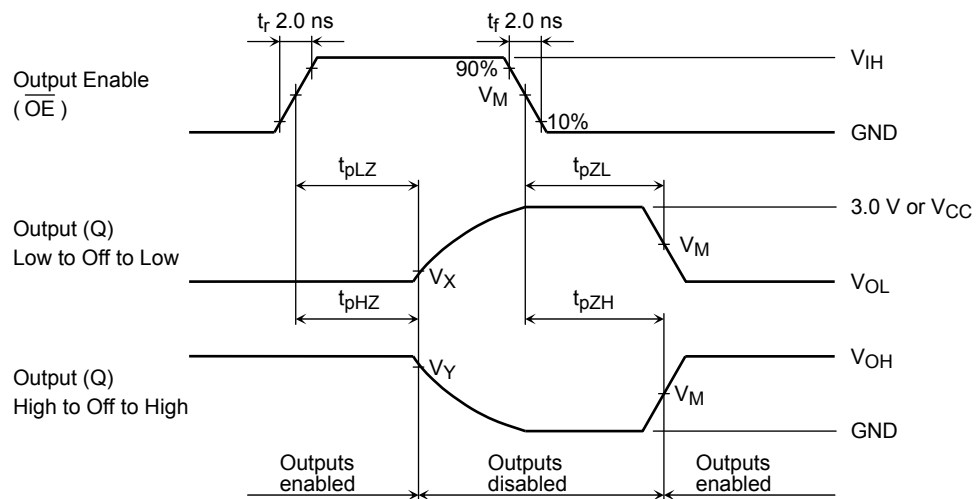 tr 2.0 ns
tf 2.0 ns
VIH
Output Enable
( OE )
90%
VM
10%
GND
tpLZ
tpZL
3.0 V or VCC
Output (Q)
Low to Off to Low
VM
VX
VOL
tpHZ
tpZH
VOH
Output (Q)
High to Off to High
VY
VM
GND
Outputs
enabled
Outputs
disabled
Outputs
enabled